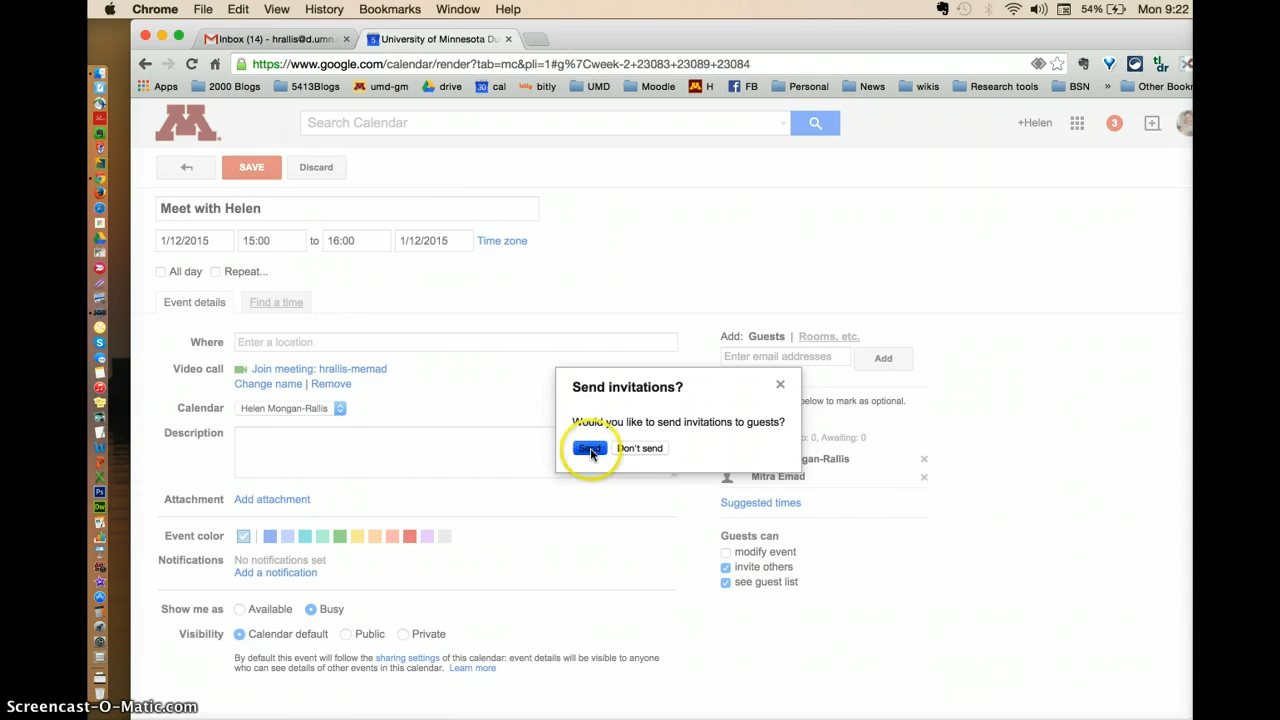 Chrome File Edit View History Bookmarks Window Help 54% Mon 9:22
Inbox (14) - hrallis@d.umn × University of Minnesota Du ×
https://www.google.com/calendar/render?tab=mc&pli=1#g%7Cweek-2+23083+23089+23084
Apps 2000 Blogs 5413Blogs umd-gm drive 30 cal bitly UMD Moodle M H FB Personal News wikis Research tools BSN » Other Book
M Search Calendar +Helen 3
SAVE Discard
Meet with Helen
1/12/2015 15:00 to 16:00 1/12/2015 Time zone
All day Repeat...
Event details Find a time
Where Enter a location
Video call Join meeting: hrallis-memad
Change name | Remove
Calendar Helen Mongan-Rallis
Description
Attachment Add attachment
Event color
Notifications No notifications set
Add a notification
Show me as Available Busy
Visibility Calendar default Public Private
By default this event will follow the sharing settings of this calendar: event details will be visible to anyone
who can see details of other events in this calendar. Learn more
Add: Guests | Rooms, etc.
Enter email addresses Add
Send invitations? ×
Would you like to send invitations to guests?
Send Don't send
below to mark as optional.
0, Awaiting: 0
gan-Rallis ×
Mitra Emad ×
Suggested times
Guests can
modify event
invite others
see guest list
Screencast-O-Matic.com